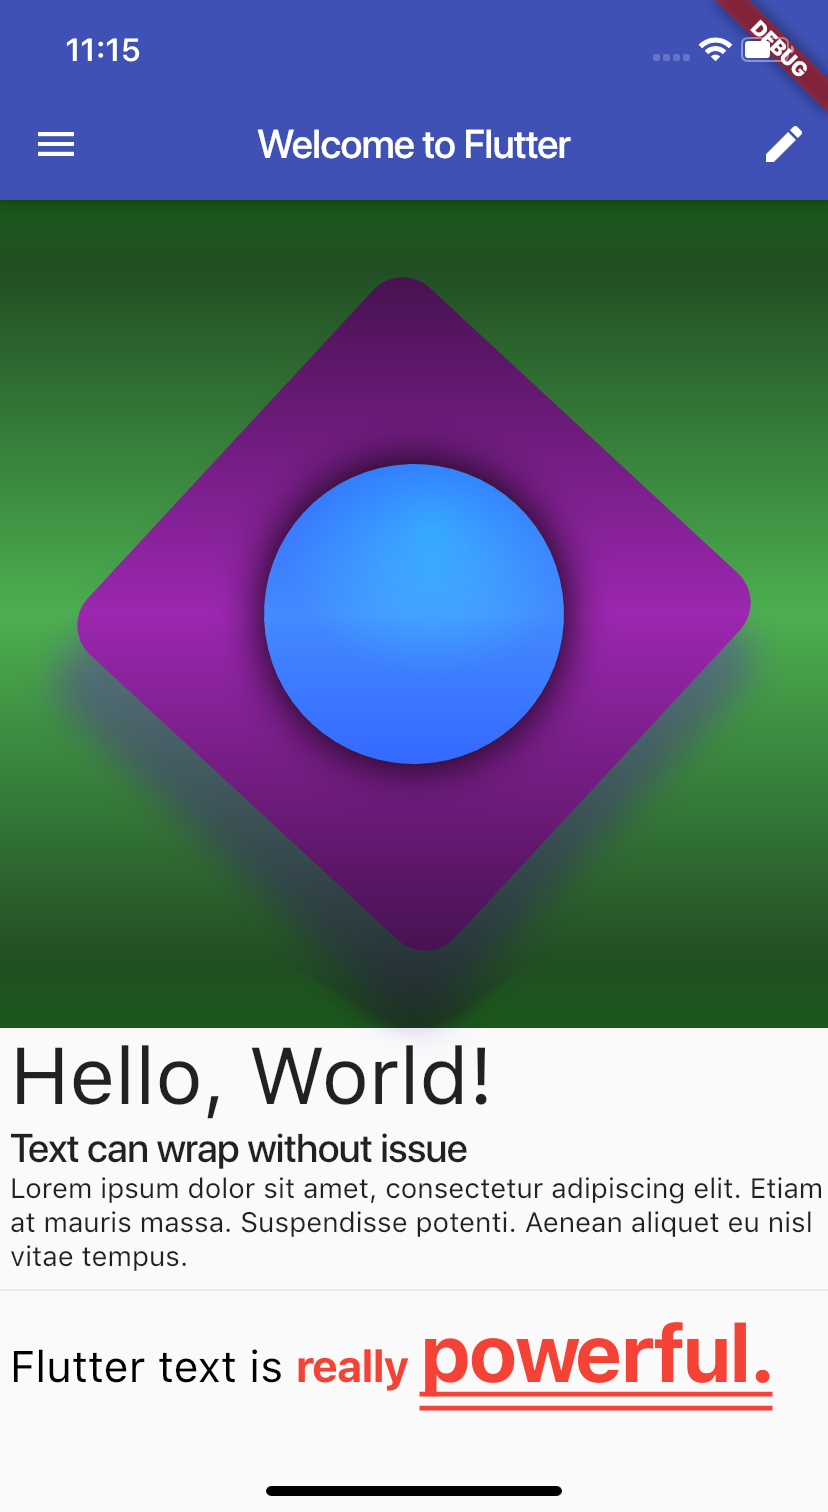 11:15
DEBUG
Welcome to Flutter
Hello, World!
Text can wrap without issue
Lorem ipsum dolor sit amet, consectetur adipiscing elit. Etiam
at mauris massa. Suspendisse potenti. Aenean aliquet eu nisl
vitae tempus.
Flutter text is really powerful.